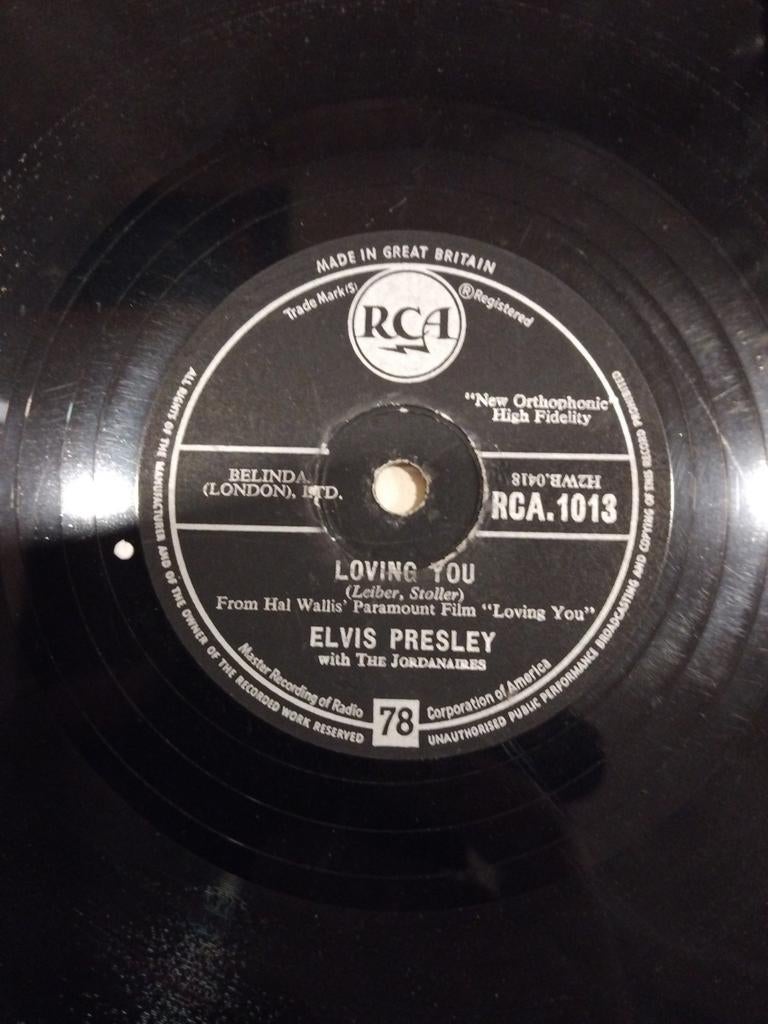 MADE IN GREAT BRITAIN
Trade Mark(S) ®Registered
RCA
"New Orthophonic"
High Fidelity
BELINDA
(LONDON), LTD.
H2WB.0418
RCA.1013
LOVING YOU
(Leiber, Stoller)
From Hal Wallis' Paramount Film "Loving You"
ELVIS PRESLEY
with THE JORDANAIRES
Master Recording of Radio Corporation of America
78
ALL RIGHTS OF THE MANUFACTURER AND OF THE OWNER OF THE RECORDED WORK RESERVED
UNAUTHORISED PUBLIC PERFORMANCE BROADCASTING AND COPYING OF THIS RECORD PROHIBITED